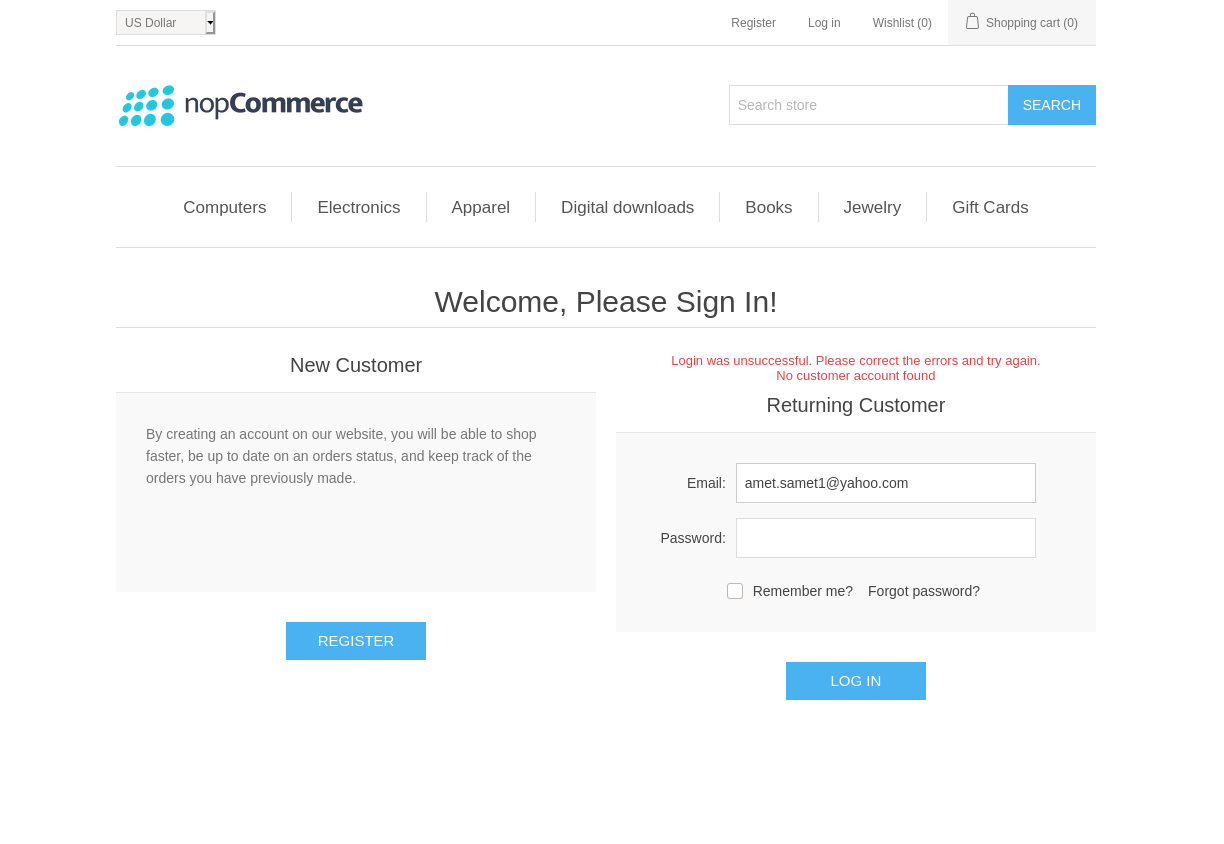 US Dollar
Register Log in Wishlist (0) Shopping cart (0)
nopCommerce
Search store
SEARCH
Computers Electronics Apparel Digital downloads Books Jewelry Gift Cards
Welcome, Please Sign In!
New Customer
By creating an account on our website, you will be able to shop
faster, be up to date on an orders status, and keep track of the
orders you have previously made.
REGISTER
Login was unsuccessful. Please correct the errors and try again.
No customer account found
Returning Customer
Email: amet.samet1@yahoo.com
Password:
Remember me? Forgot password?
LOG IN